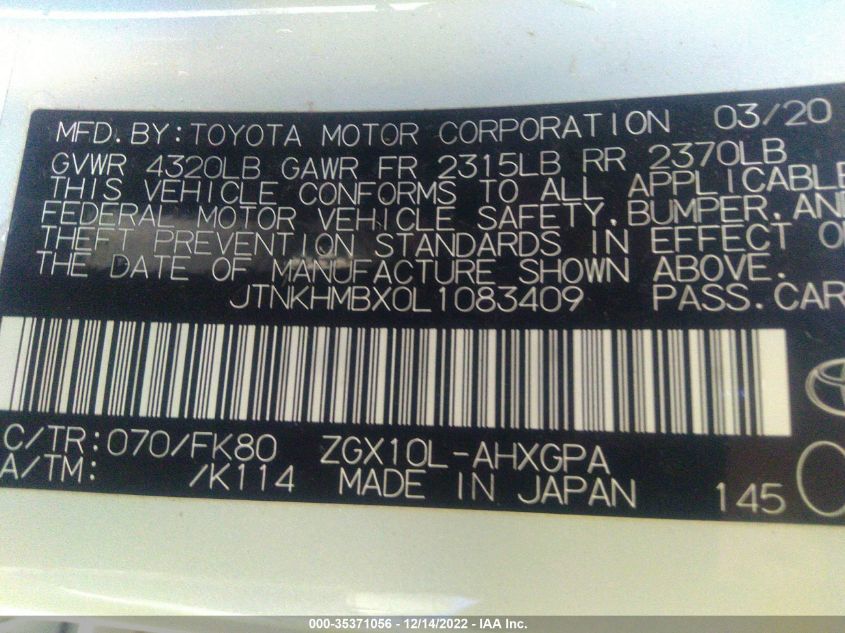 MFD. BY: TOYOTA MOTOR CORPORATION 03/20
GVWR 4320LB GAWR FR 2315LB RR 2370LB
THIS VEHICLE CONFORMS TO ALL APPLICABLE
FEDERAL MOTOR VEHICLE SAFETY, BUMPER, AN
THEFT PREVENTION STANDARDS IN EFFECT O
THE DATE OF MANUFACTURE SHOWN ABOVE.
JTNKHMBX0L1083409 PASS. CAR
C/TR: 070/FK80 ZGX10L-AHXGPA
A/TM: /K114 MADE IN JAPAN 145
000-35371056 - 12/14/2022 - IAA Inc.